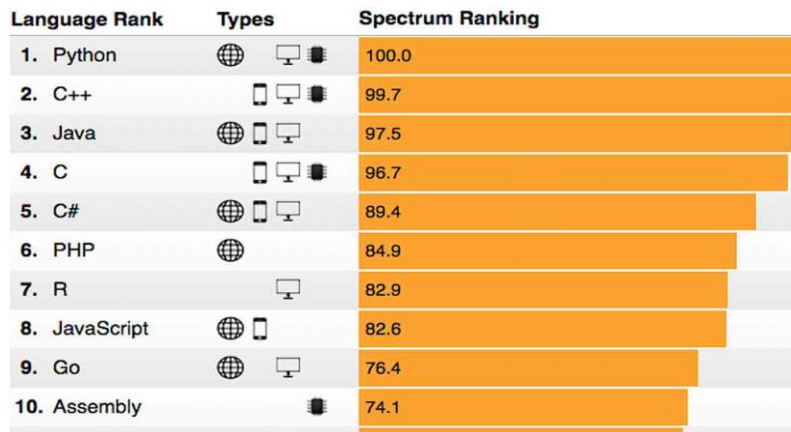 Language Rank Types Spectrum Ranking
1. Python 100.0
2. C++ 99.7
3. Java 97.5
4. C 96.7
5. C# 89.4
6. PHP 84.9
7. R 82.9
8. JavaScript 82.6
9. Go 76.4
10. Assembly 74.1